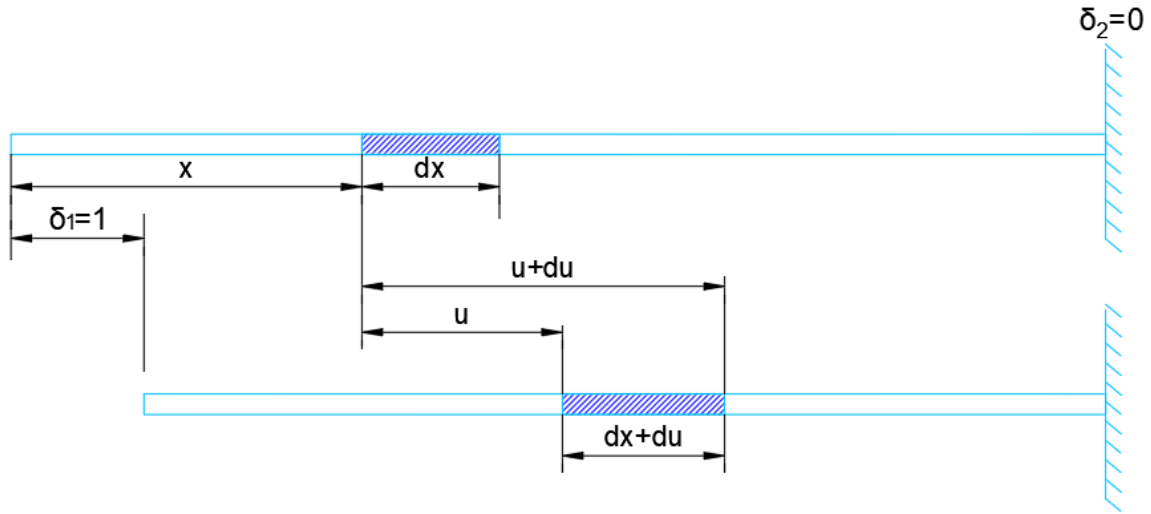 δ₂=0
x
dx
δ₁=1
u+du
u
dx+du